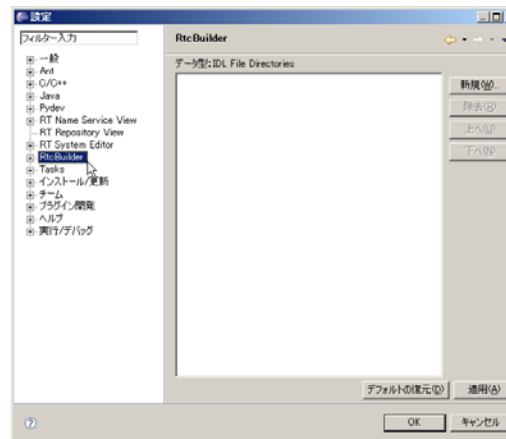 設定
フィルター入力
一般
Ant
C/C++
Java
Pydev
RT Name Service View
RT Repository View
RT System Editor
RtcBuilder
Tasks
インストール/更新
チーム
プラグイン開発
ヘルプ
実行/デバッグ
RtcBuilder
データ型:IDL File Directories
新規(W)...
除去(R)
上へ(U)
下へ(N)
デフォルトの復元(D)
適用(A)
OK
キャンセル